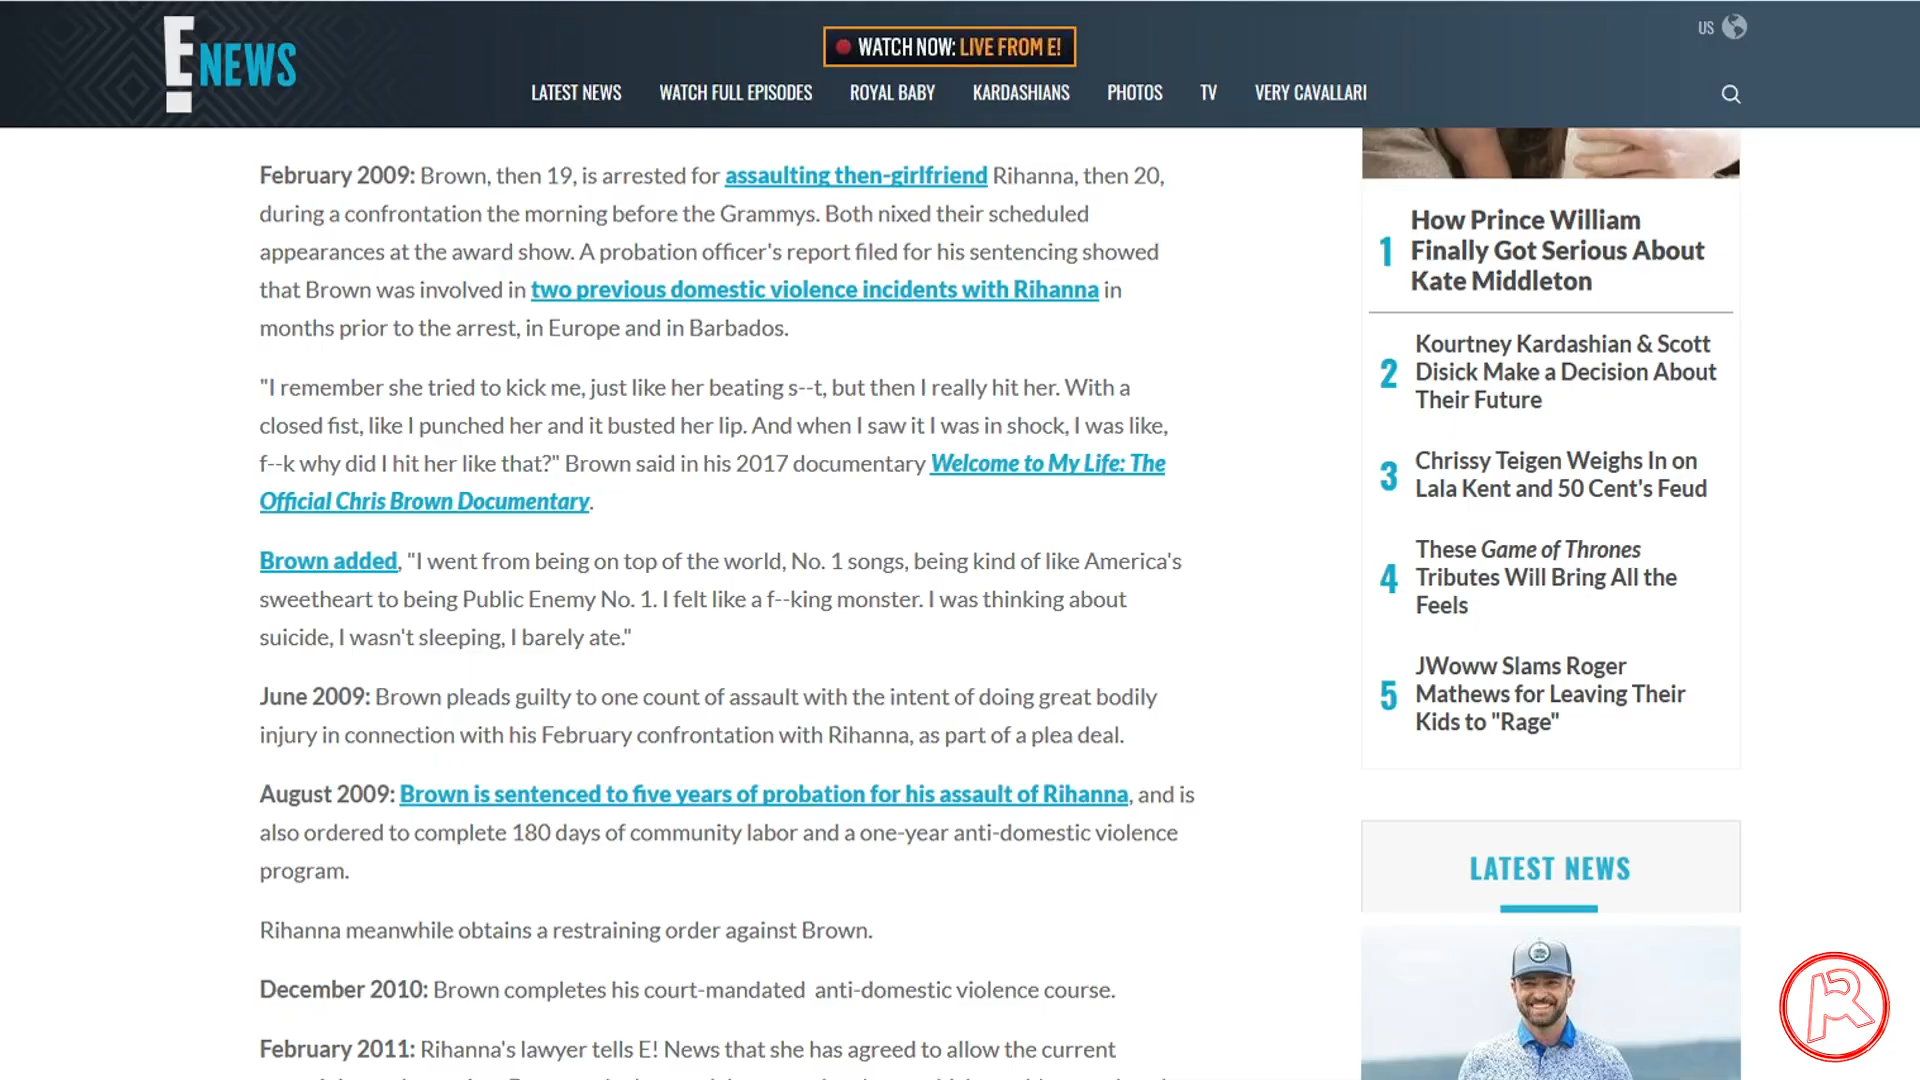 E NEWS
WATCH NOW: LIVE FROM E!
US
LATEST NEWS WATCH FULL EPISODES ROYAL BABY KARDASHIANS PHOTOS TV VERY CAVALLARI
February 2009: Brown, then 19, is arrested for assaulting then-girlfriend Rihanna, then 20,
during a confrontation the morning before the Grammys. Both nixed their scheduled
appearances at the award show. A probation officer's report filed for his sentencing showed
that Brown was involved in two previous domestic violence incidents with Rihanna in
months prior to the arrest, in Europe and in Barbados.
"I remember she tried to kick me, just like her beating s--t, but then I really hit her. With a
closed fist, like I punched her and it busted her lip. And when I saw it I was in shock, I was like,
f--k why did I hit her like that?" Brown said in his 2017 documentary Welcome to My Life: The
Official Chris Brown Documentary.
Brown added, "I went from being on top of the world, No. 1 songs, being kind of like America's
sweetheart to being Public Enemy No. 1. I felt like a f--king monster. I was thinking about
suicide, I wasn't sleeping, I barely ate."
June 2009: Brown pleads guilty to one count of assault with the intent of doing great bodily
injury in connection with his February confrontation with Rihanna, as part of a plea deal.
August 2009: Brown is sentenced to five years of probation for his assault of Rihanna, and is
also ordered to complete 180 days of community labor and a one-year anti-domestic violence
program.
Rihanna meanwhile obtains a restraining order against Brown.
December 2010: Brown completes his court-mandated anti-domestic violence course.
February 2011: Rihanna's lawyer tells E! News that she has agreed to allow the current
1
How Prince William
Finally Got Serious About
Kate Middleton
2
Kourtney Kardashian & Scott
Disick Make a Decision About
Their Future
3
Chrissy Teigen Weighs In on
Lala Kent and 50 Cent's Feud
4
These Game of Thrones
Tributes Will Bring All the
Feels
5
JWoww Slams Roger
Mathews for Leaving Their
Kids to "Rage"
LATEST NEWS